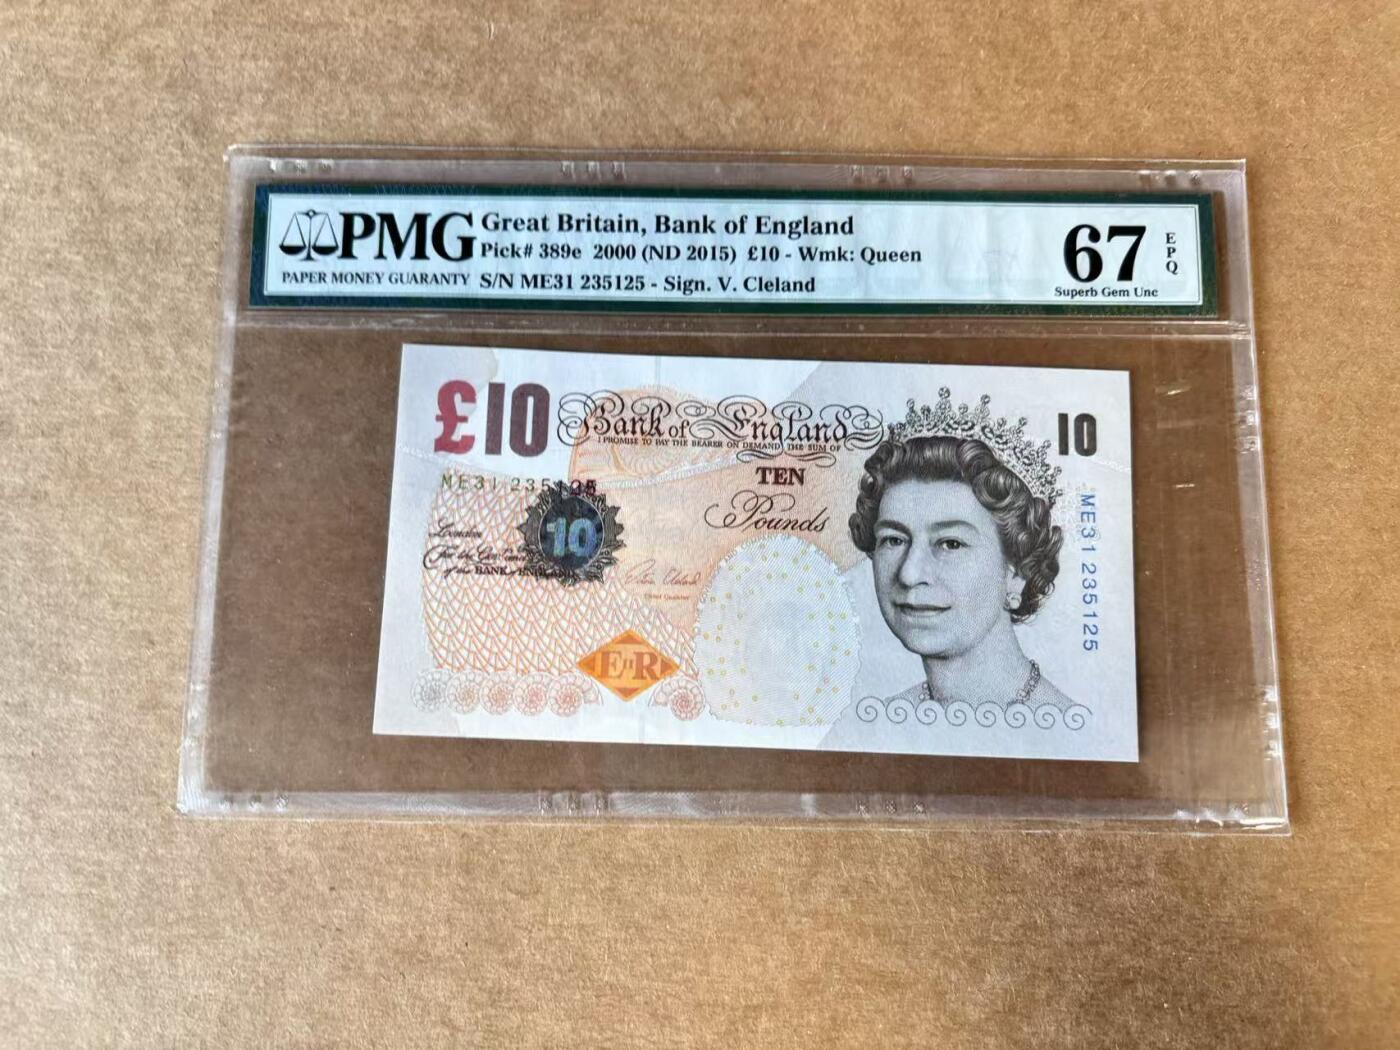 PMG
PAPER MONEY GUARANTY
Great Britain, Bank of England
Pick# 389e 2000 (ND 2015) £10 - Wmk: Queen
S/N ME31 235125 - Sign. V. Cleland
67
EPQ
Superb Gem Unc
£10
Bank of England
I PROMISE TO PAY THE BEARER ON DEMAND THE SUM OF
TEN
Pounds
10
ME31 235125
10
London
For the Gov.r and
of the BANK of ENGLAND
Chief Cashier
EIIR
ME31 235125